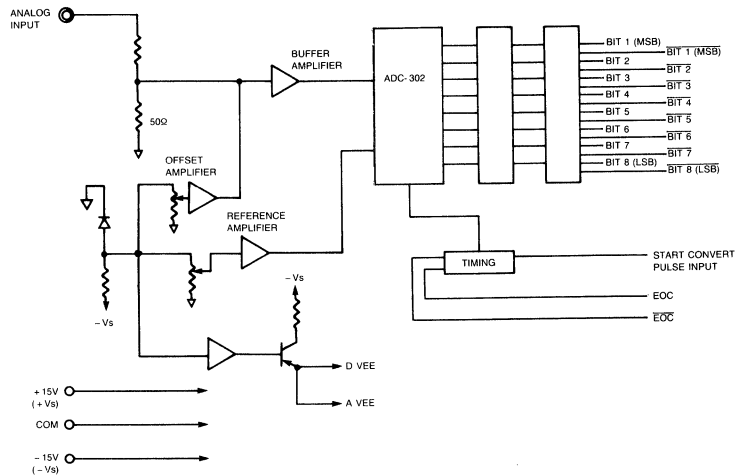 ANALOG
INPUT
BUFFER
AMPLIFIER
ADC-302
BIT 1 (MSB)
BIT 1 (MSB)
BIT 2
BIT 2
BIT 3
BIT 3
BIT 4
BIT 4
BIT 5
BIT 5
BIT 6
BIT 6
BIT 7
BIT 7
BIT 8 (LSB)
BIT 8 (LSB)
50Ω
OFFSET
AMPLIFIER
REFERENCE
AMPLIFIER
TIMING
START CONVERT
PULSE INPUT
EOC
EOC
– Vs
– Vs
D VEE
A VEE
+ 15V
(+ Vs)
COM
– 15V
(– Vs)